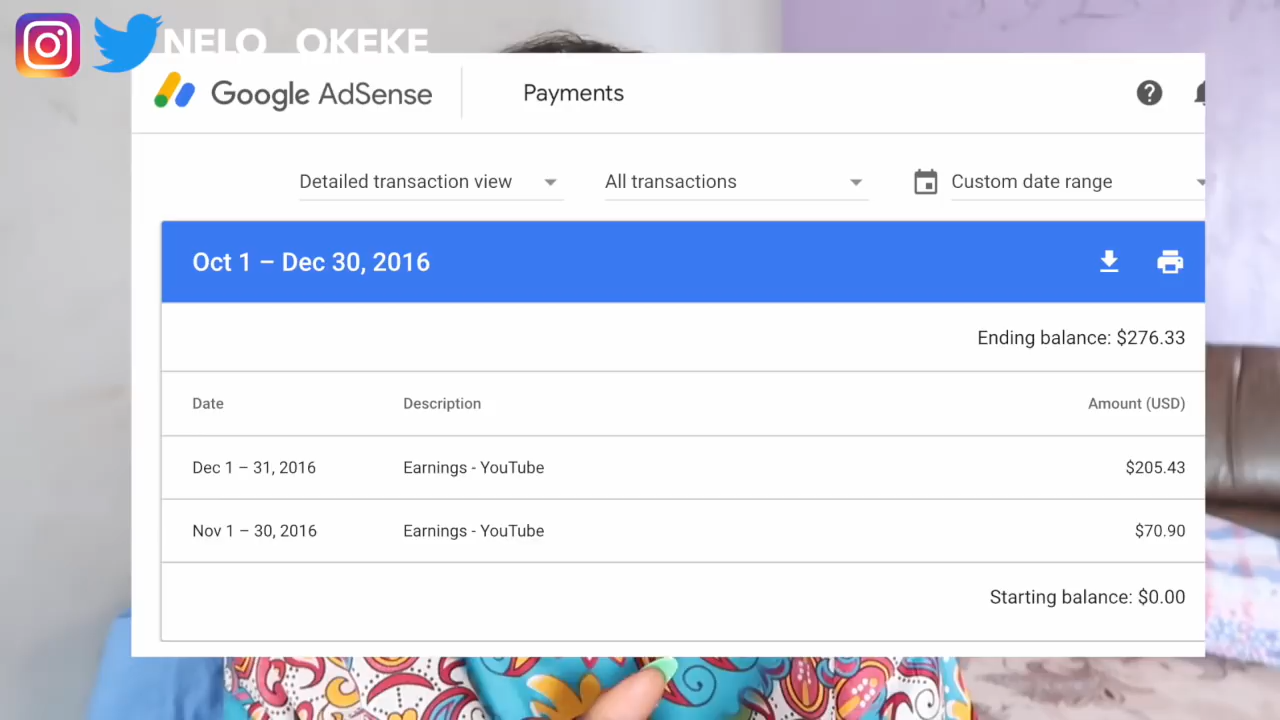 NELO_OKEKE
Google AdSense
Payments
Detailed transaction view
All transactions
Custom date range
Oct 1 – Dec 30, 2016
Ending balance: $276.33
Date Description Amount (USD)
Dec 1 – 31, 2016 Earnings - YouTube $205.43
Nov 1 – 30, 2016 Earnings - YouTube $70.90
Starting balance: $0.00